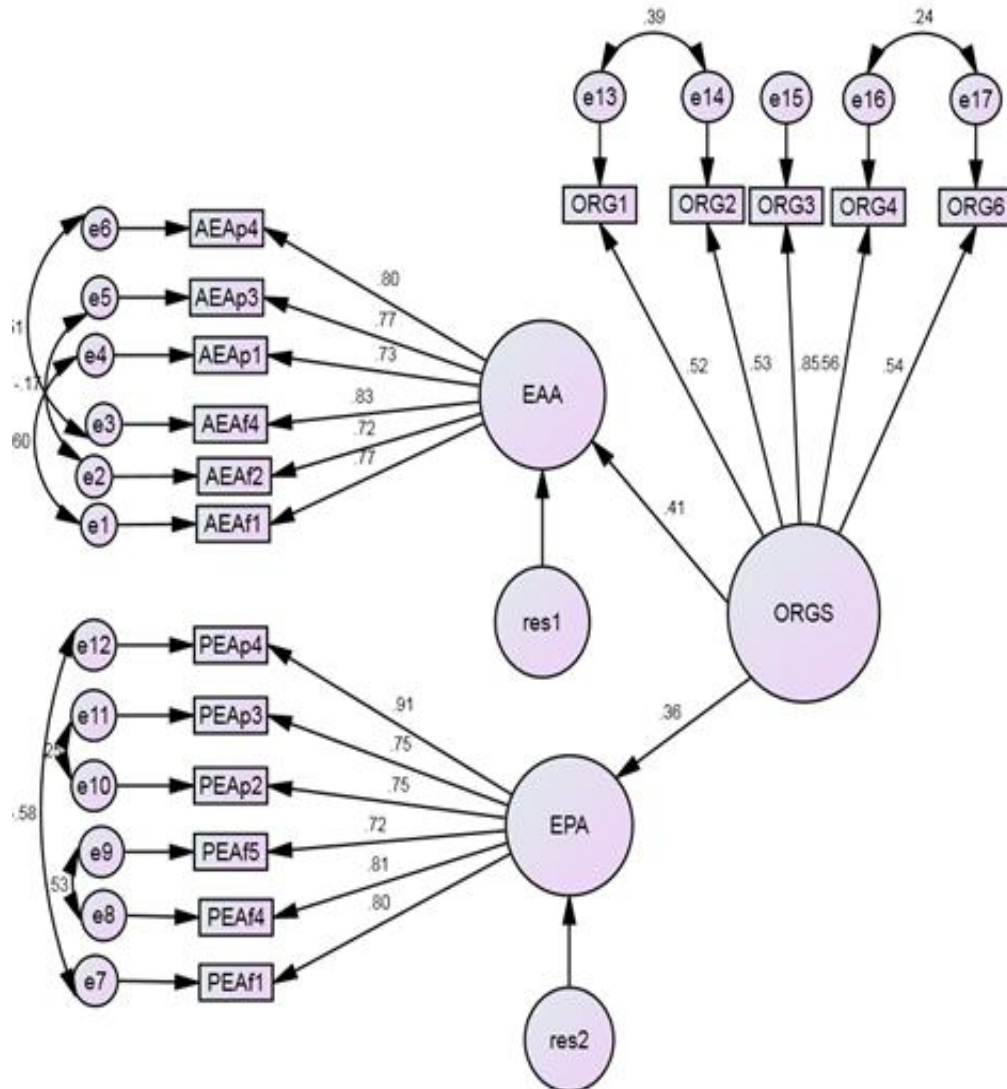 .39
.24
e13
e14
e15
e16
e17
ORG1
ORG2
ORG3
ORG4
ORG6
e6
AEAp4
e5
AEAp3
e4
AEAp1
e3
AEAf4
e2
AEAf2
e1
AEAf1
-.17
60
.80
.77
.73
.83
.72
.77
EAA
.52
.53
.85
.56
.54
.41
res1
ORGS
.36
e12
PEAp4
e11
PEAp3
e10
PEAp2
e9
PEAf5
e8
PEAf4
e7
PEAf1
-.58
.53
.91
.75
.75
.72
.81
.80
EPA
res2